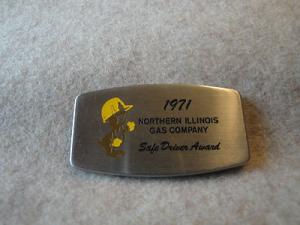 1971
NORTHERN ILLINOIS
GAS COMPANY
Safe Driver Award